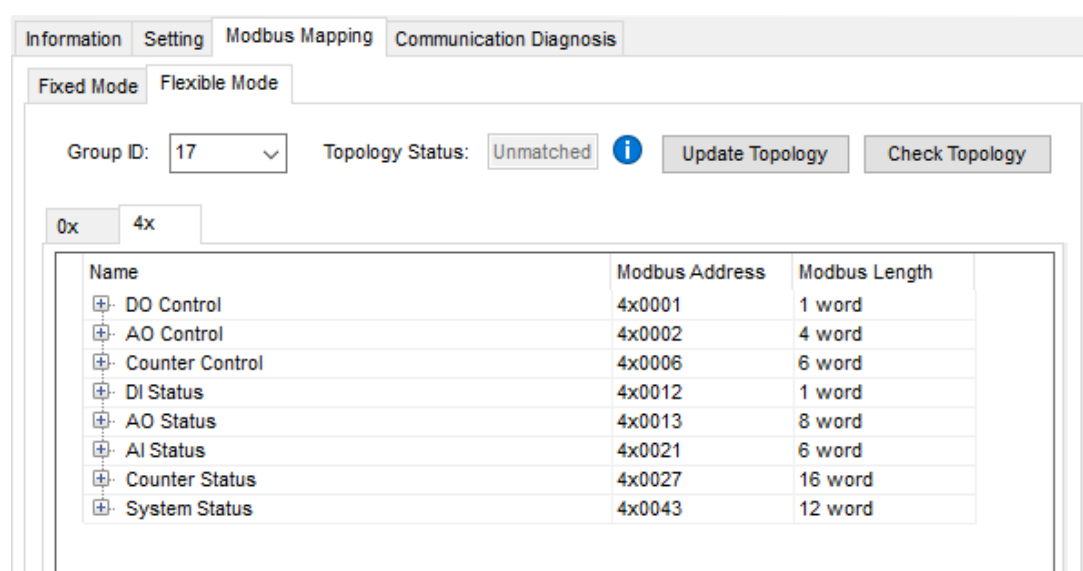 Information Setting Modbus Mapping Communication Diagnosis
Fixed Mode Flexible Mode
Group ID: 17 Topology Status: Unmatched i Update Topology Check Topology
0x 4x
Name Modbus Address Modbus Length
DO Control 4x0001 1 word
AO Control 4x0002 4 word
Counter Control 4x0006 6 word
DI Status 4x0012 1 word
AO Status 4x0013 8 word
AI Status 4x0021 6 word
Counter Status 4x0027 16 word
System Status 4x0043 12 word